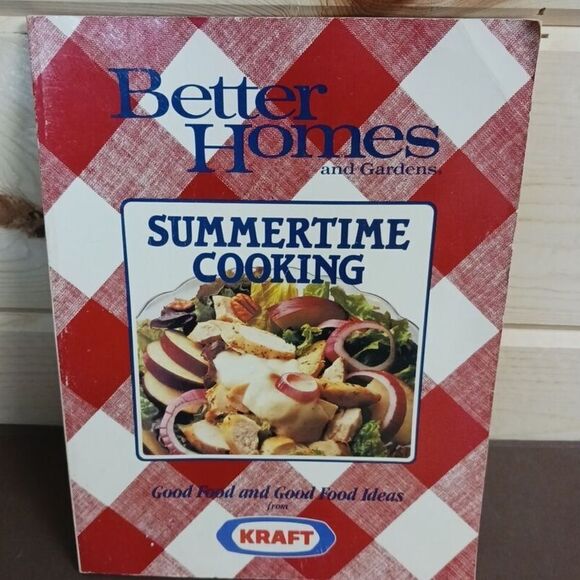 Better
Homes
and Gardens®
SUMMERTIME
COOKING
Good Food and Good Food Ideas
from
KRAFT